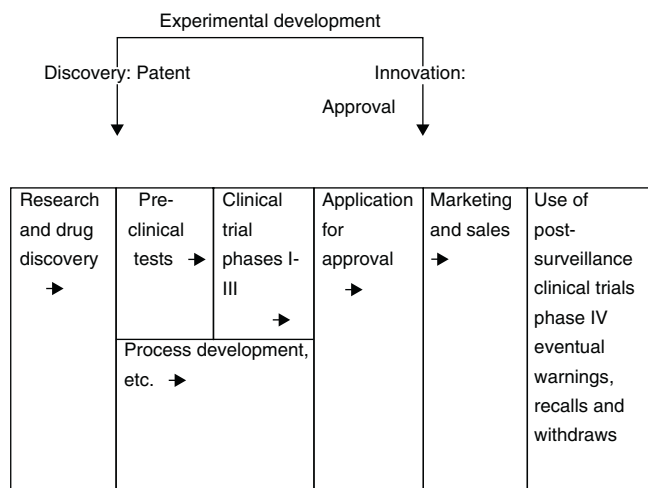 Experimental development
Discovery: Patent
Innovation:
Approval
Research
and drug
discovery
Pre-
clinical
tests
Clinical
trial
phases I-
III
Process development,
etc.
Application
for
approval
Marketing
and sales
Use of
post-
surveillance
clinical trials
phase IV
eventual
warnings,
recalls and
withdraws